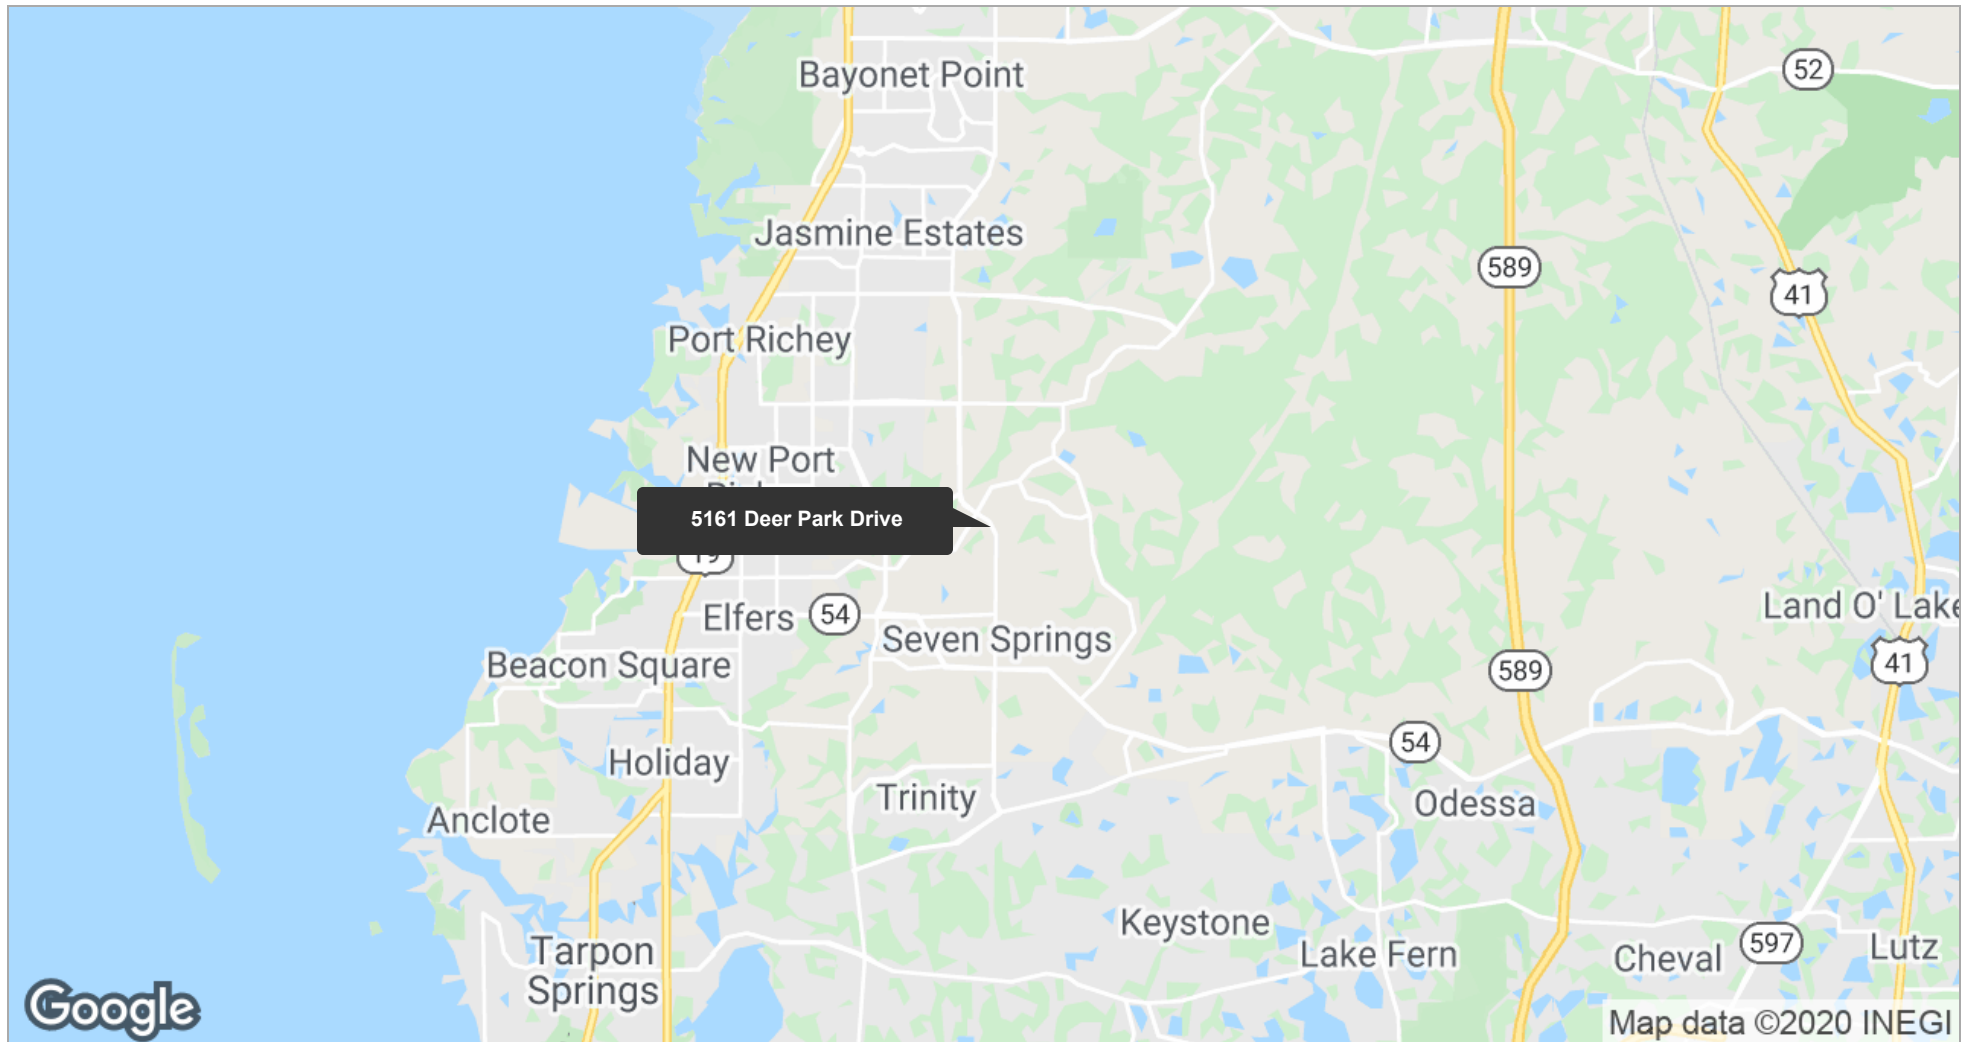 Bayonet Point
52
Jasmine Estates
589
41
Port Richey
New Port
5161 Deer Park Drive
19
Elfers
54
Land O' Lake
Seven Springs
Beacon Square
589
41
54
Holiday
Trinity
Odessa
Anclote
Keystone
Tarpon
Springs
Lake Fern
Cheval
597
Lutz
Google
Map data ©2020 INEGI